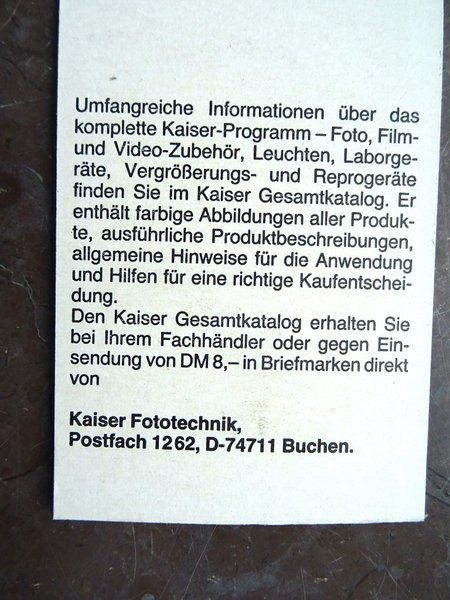 Umfangreiche Informationen über das
komplette Kaiser-Programm – Foto, Film-
und Video-Zubehör, Leuchten, Laborge-
räte, Vergrößerungs- und Reprogeräte
finden Sie im Kaiser Gesamtkatalog. Er
enthält farbige Abbildungen aller Produk-
te, ausführliche Produktbeschreibungen,
allgemeine Hinweise für die Anwendung
und Hilfen für eine richtige Kaufentschei-
dung.
Den Kaiser Gesamtkatalog erhalten Sie
bei Ihrem Fachhändler oder gegen Ein-
sendung von DM 8,– in Briefmarken direkt
von
Kaiser Fototechnik,
Postfach 1262, D-74711 Buchen.